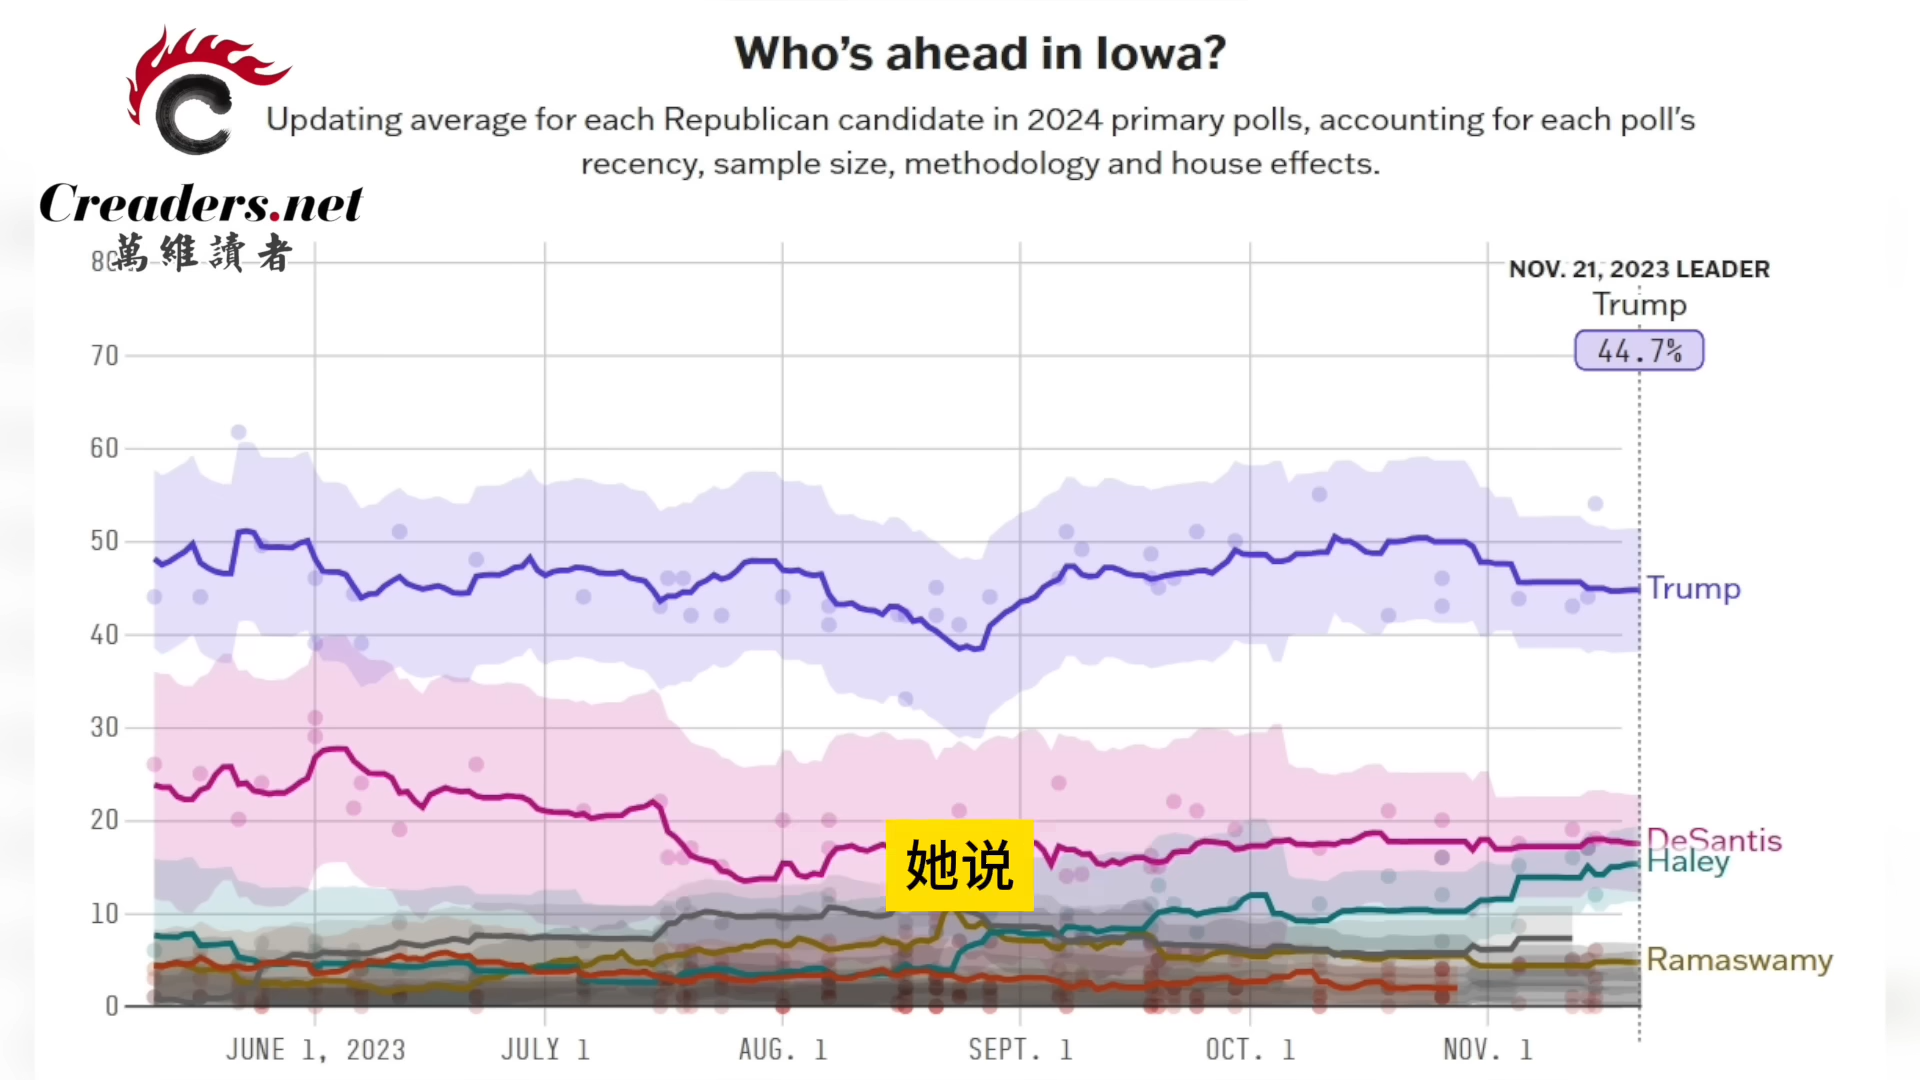 Who's ahead in Iowa?
Updating average for each Republican candidate in 2024 primary polls, accounting for each poll's
recency, sample size, methodology and house effects.
Creaders.net
萬維讀者
80
NOV. 21, 2023 LEADER
Trump
44.7%
70
60
50
Trump
40
30
20
DeSantis
Haley
她说
10
Ramaswamy
0
JUNE 1, 2023
JULY 1
AUG. 1
SEPT. 1
OCT. 1
NOV. 1